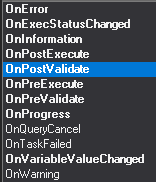 OnError
OnExecStatusChanged
OnInformation
OnPostExecute
OnPostValidate
OnPreExecute
OnPreValidate
OnProgress
OnQueryCancel
OnTaskFailed
OnVariableValueChanged
OnWarning